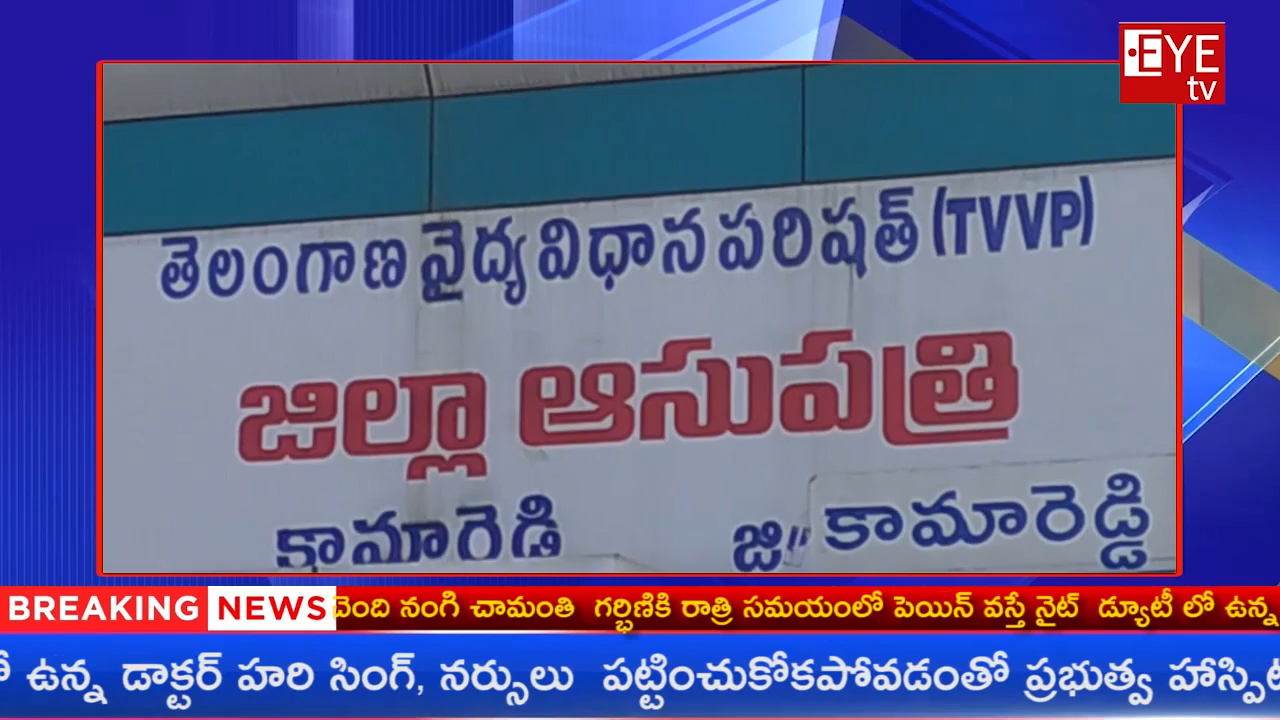 EYE
tv
తెలంగాణ వైద్య విధాన పరిషత్ (TVVP)
జిల్లా ఆసుపత్రి
కామారెడ్డి జి// కామారెడ్డి
BREAKING NEWS చెంది నంగి చామంతి గర్భిణికి రాత్రి సమయంలో పెయిన్ వస్తే నైట్ డ్యూటీ లో ఉన్న
ఉన్న డాక్టర్ హరి సింగ్, నర్సులు పట్టించుకోకపోవడంతో ప్రభుత్వ